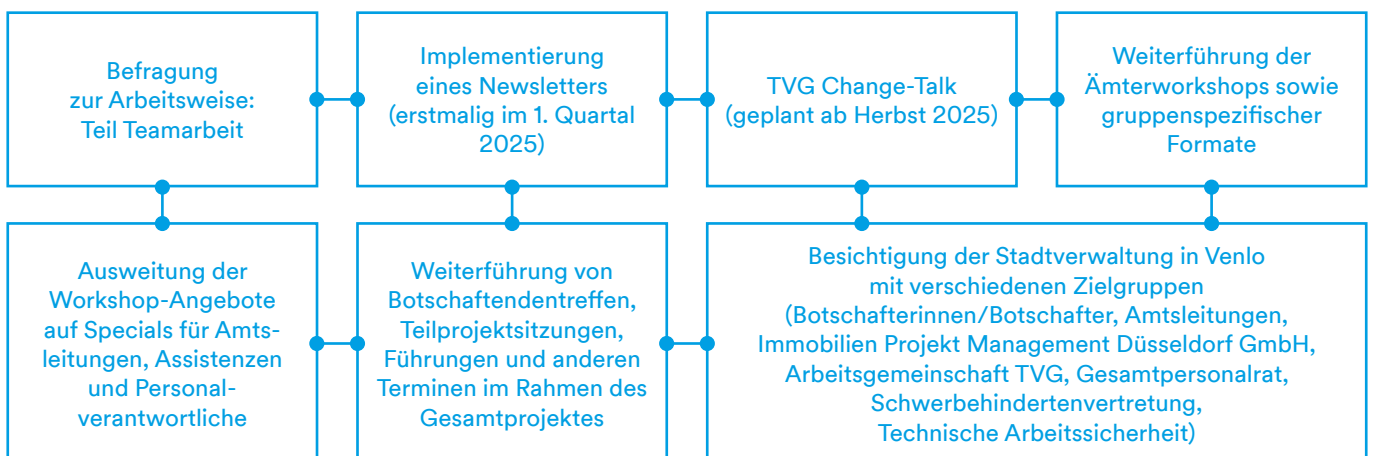 Befragung
zur Arbeitsweise:
Teil Teamarbeit
Implementierung
eines Newsletters
(erstmalig im 1. Quartal
2025)
TVG Change-Talk
(geplant ab Herbst 2025)
Weiterführung der
Ämterworkshops sowie
gruppenspezifischer
Formate
Ausweitung der
Workshop-Angebote
auf Specials für Amts-
leitungen, Assistenzen
und Personal-
verantwortliche
Weiterführung von
Botschaftendentreffen,
Teilprojektsitzungen,
Führungen und anderen
Terminen im Rahmen des
Gesamtprojektes
Besichtigung der Stadtverwaltung in Venlo
mit verschiedenen Zielgruppen
(Botschafterinnen/Botschafter, Amtsleitungen,
Immobilien Projekt Management Düsseldorf GmbH,
Arbeitsgemeinschaft TVG, Gesamtpersonalrat,
Schwerbehindertenvertretung,
Technische Arbeitssicherheit)